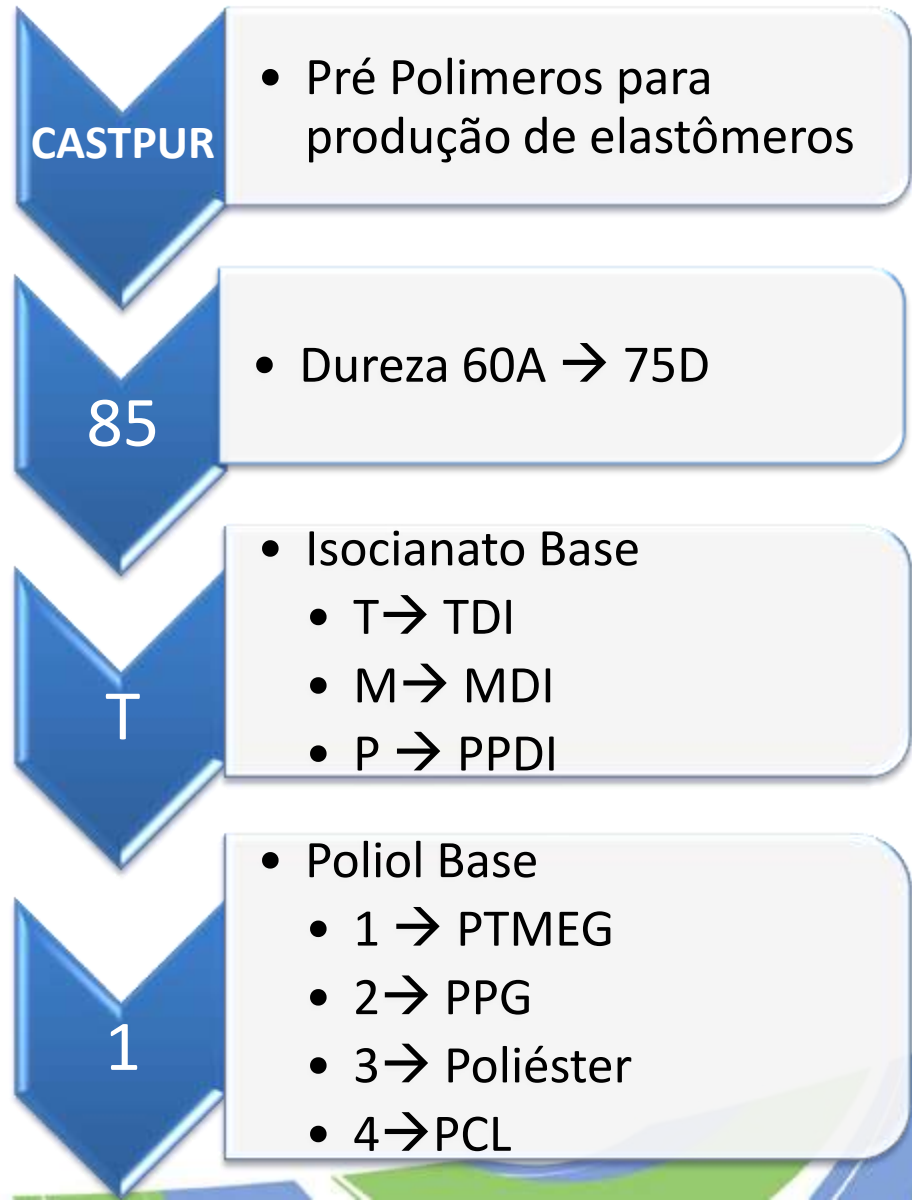 CASTPUR
• Pré Polimeros para
produção de elastômeros
85
• Dureza 60A → 75D
T
• Isocianato Base
• T→ TDI
• M→ MDI
• P → PPDI
1
• Poliol Base
• 1 → PTMEG
• 2→ PPG
• 3→ Poliéster
• 4→PCL